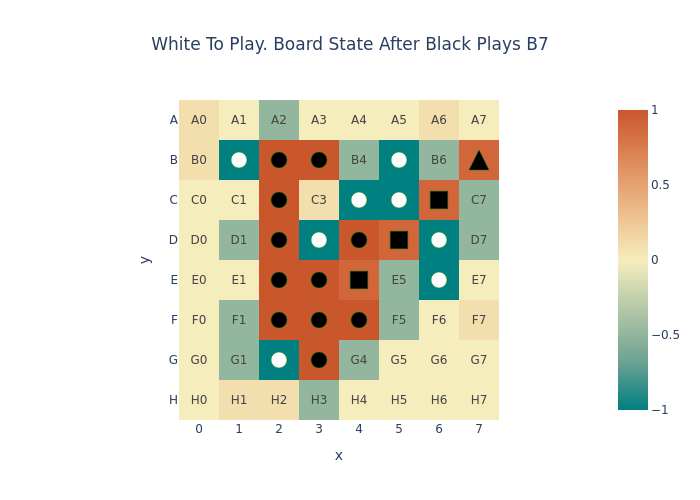 White To Play. Board State After Black Plays B7
A A0 A1 A2 A3 A4 A5 A6 A7
B B0 B4 B6
C C0 C1 C3 C7
D D0 D1 D7
E E0 E1 E5 E7
F F0 F1 F5 F6 F7
G G0 G1 G4 G5 G6 G7
H H0 H1 H2 H3 H4 H5 H6 H7
0 1 2 3 4 5 6 7
x
y
1
0.5
0
−0.5
−1